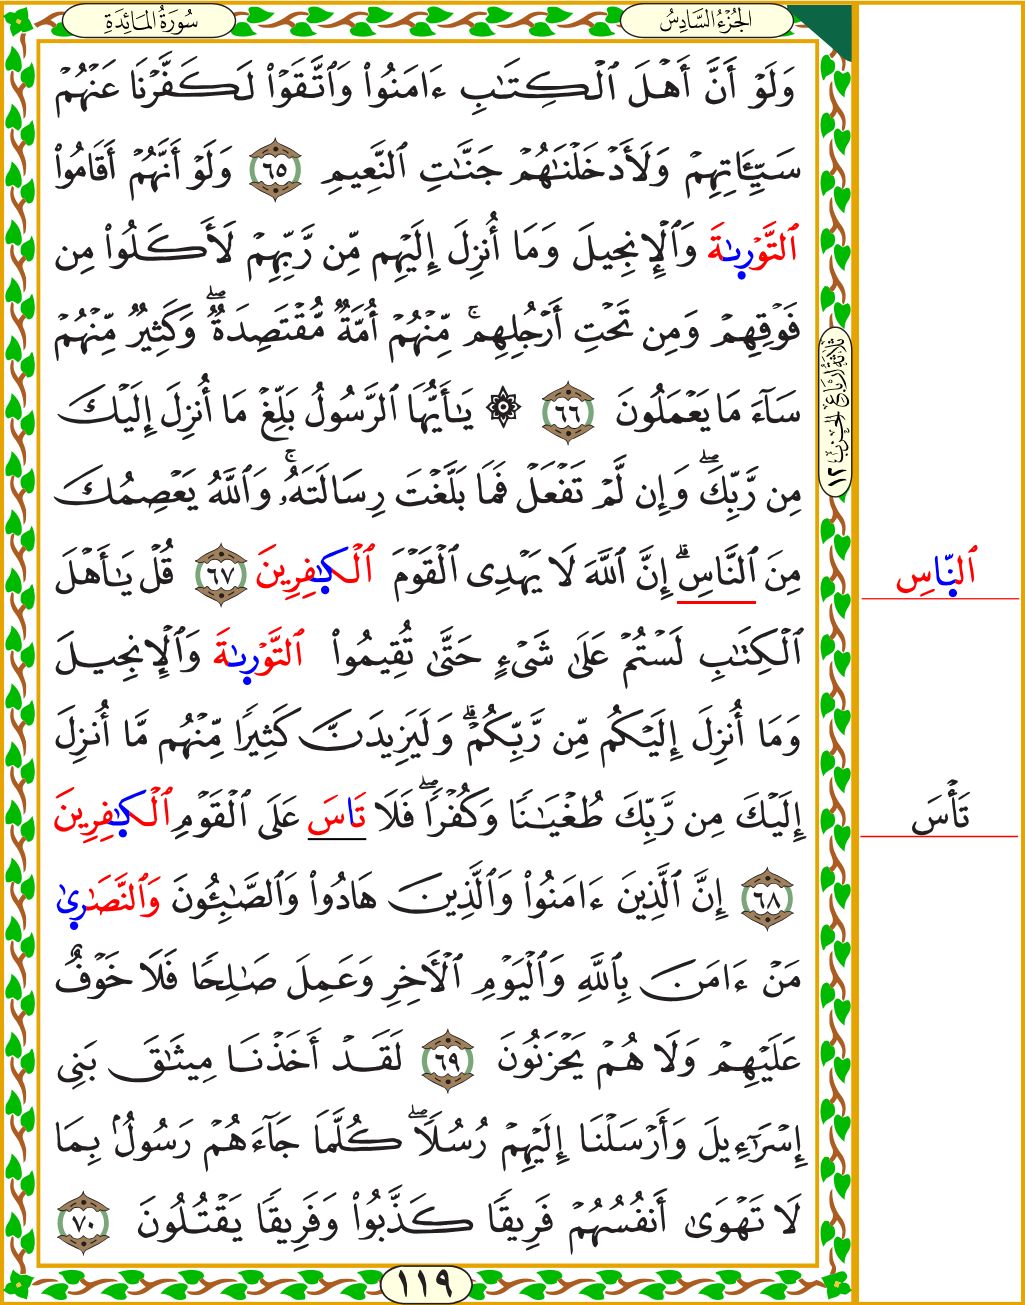 الجُزْءُ السَّادِسُ
سُورَةُ المَائِدَةِ
وَلَوۡ أَنَّ أَهۡلَ ٱلۡكِتَٰبِ ءَامَنُواْ وَٱتَّقَوۡاْ لَكَفَّرۡنَا عَنۡهُمۡ
سَيِّـَٔاتِهِمۡ وَلَأَدۡخَلۡنَٰهُمۡ جَنَّٰتِ ٱلنَّعِيمِ ٦٥ وَلَوۡ أَنَّهُمۡ أَقَامُواْ
ٱلتَّوۡرِىٰةَ وَٱلۡإِنجِيلَ وَمَآ أُنزِلَ إِلَيۡهِم مِّن رَّبِّهِمۡ لَأَكَلُواْ مِن
فَوۡقِهِمۡ وَمِن تَحۡتِ أَرۡجُلِهِمۚ مِّنۡهُمۡ أُمَّةٞ مُّقۡتَصِدَةٞۖ وَكَثِيرٞ مِّنۡهُمۡ
سَآءَ مَا يَعۡمَلُونَ ٦٦ ۞ يَٰٓأَيُّهَا ٱلرَّسُولُ بَلِّغۡ مَآ أُنزِلَ إِلَيۡكَ
مِن رَّبِّكَۖ وَإِن لَّمۡ تَفۡعَلۡ فَمَا بَلَّغۡتَ رِسَالَتَهُۥۚ وَٱللَّهُ يَعۡصِمُكَ
مِنَ ٱلنَّاسِۗ إِنَّ ٱللَّهَ لَا يَهۡدِى ٱلۡقَوۡمَ ٱلۡكَٰفِرِينَ ٦٧ قُلۡ يَٰٓأَهۡلَ
ٱلۡكِتَٰبِ لَسۡتُمۡ عَلَىٰ شَىۡءٍ حَتَّىٰ تُقِيمُواْ ٱلتَّوۡرِىٰةَ وَٱلۡإِنجِيلَ
وَمَآ أُنزِلَ إِلَيۡكُم مِّن رَّبِّكُمۡۗ وَلَيَزِيدَنَّ كَثِيرٗا مِّنۡهُم مَّآ أُنزِلَ
إِلَيۡكَ مِن رَّبِّكَ طُغۡيَٰنٗا وَكُفۡرٗاۖ فَلَا تَاسَ عَلَى ٱلۡقَوۡمِ ٱلۡكَٰفِرِينَ
٦٨ إِنَّ ٱلَّذِينَ ءَامَنُواْ وَٱلَّذِينَ هَادُواْ وَٱلصَّٰبِـُٔونَ وَٱلنَّصَٰرِىٰ
مَنۡ ءَامَنَ بِٱللَّهِ وَٱلۡيَوۡمِ ٱلۡأٓخِرِ وَعَمِلَ صَٰلِحٗا فَلَا خَوۡفٌ
عَلَيۡهِمۡ وَلَا هُمۡ يَحۡزَنُونَ ٦٩ لَقَدۡ أَخَذۡنَا مِيثَٰقَ بَنِىٓ
إِسۡرَٰٓءِيلَ وَأَرۡسَلۡنَآ إِلَيۡهِمۡ رُسُلٗاۖ كُلَّمَا جَآءَهُمۡ رَسُولُۢ بِمَا
لَا تَهۡوَىٰٓ أَنفُسُهُمۡ فَرِيقٗا كَذَّبُواْ وَفَرِيقٗا يَقۡتُلُونَ ٧٠
ثَلَاثَةُ أَرْبَاعِ الحِزْبِ ١٢
ٱلنَّاسِ
تَأۡسَ
١١٩